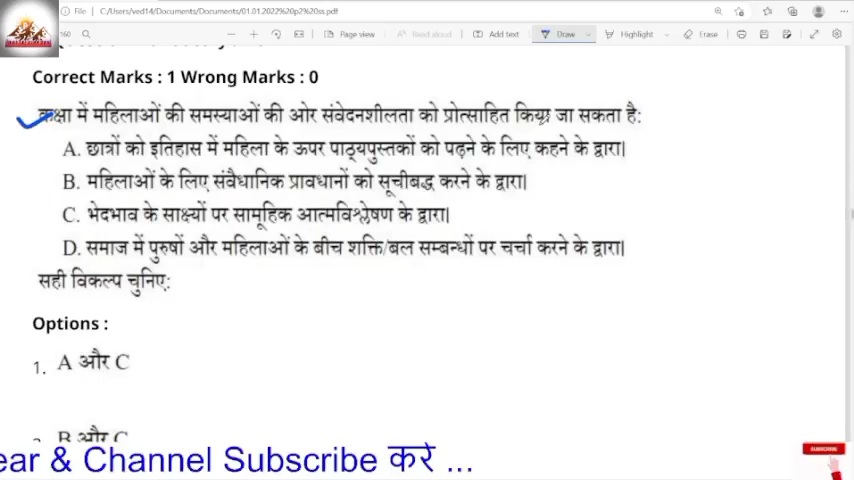 File | C:/Users/ved14/Documents/Documents/01.01.2022%20p2%20ss.pdf
160
Page view
Read aloud
Add text
Draw
Highlight
Erase
Correct Marks : 1 Wrong Marks : 0
कक्षा में महिलाओं की समस्याओं की ओर संवेदनशीलता को प्रोत्साहित किया जा सकता है:
A. छात्रों को इतिहास में महिला के ऊपर पाठ्यपुस्तकों को पढ़ने के लिए कहने के द्वारा।
B. महिलाओं के लिए संवैधानिक प्रावधानों को सूचीबद्ध करने के द्वारा।
C. भेदभाव के साक्ष्यों पर सामूहिक आत्मविश्लेषण के द्वारा।
D. समाज में पुरुषों और महिलाओं के बीच शक्ति/बल सम्बन्धों पर चर्चा करने के द्वारा।
सही विकल्प चुनिए:
Options :
1. A और C
B और C
ear & Channel Subscribe करे ...
SUBSCRIBE